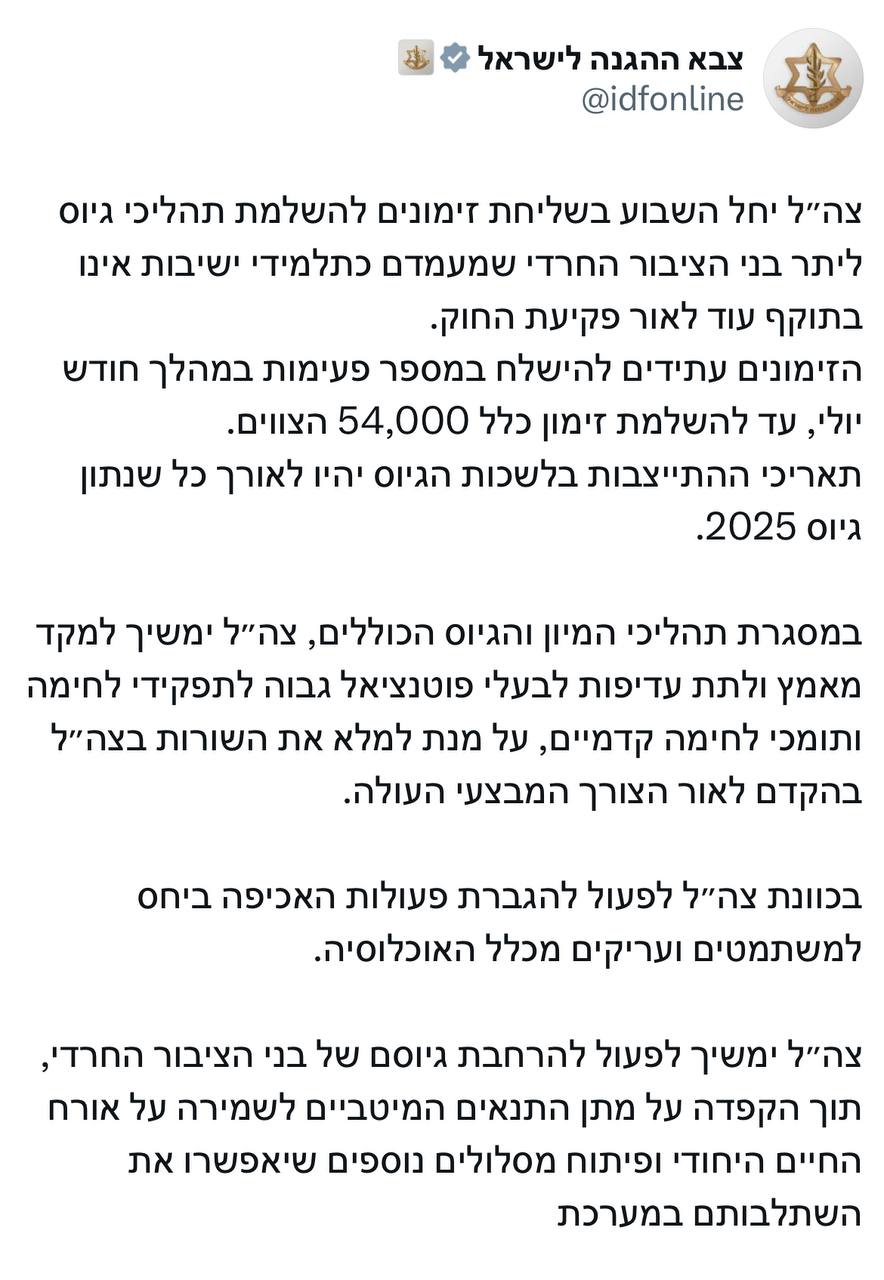 צבא ההגנה לישראל
@idfonline
צה״ל יחל השבוע בשליחת זימונים להשלמת תהליכי גיוס
ליתר בני הציבור החרדי שמעמדם כתלמידי ישיבות אינו
בתוקף עוד לאור פקיעת החוק.
הזימונים עתידים להישלח במספר פעימות במהלך חודש
יולי, עד להשלמת זימון כלל 54,000 הצווים.
תאריכי ההתייצבות בלשכות הגיוס יהיו לאורך כל שנתון
גיוס 2025.
במסגרת תהליכי המיון והגיוס הכוללים, צה״ל ימשיך למקד
מאמץ ולתת עדיפות לבעלי פוטנציאל גבוה לתפקידי לחימה
ותומכי לחימה קדמיים, על מנת למלא את השורות בצה״ל
בהקדם לאור הצורך המבצעי העולה.
בכוונת צה״ל לפעול להגברת פעולות האכיפה ביחס
למשתמטים ועריקים מכלל האוכלוסיה.
צה״ל ימשיך לפעול להרחבת גיוסם של בני הציבור החרדי,
תוך הקפדה על מתן התנאים המיטביים לשמירה על אורח
החיים היחודי ופיתוח מסלולים נוספים שיאפשרו את
השתלבותם במערכת